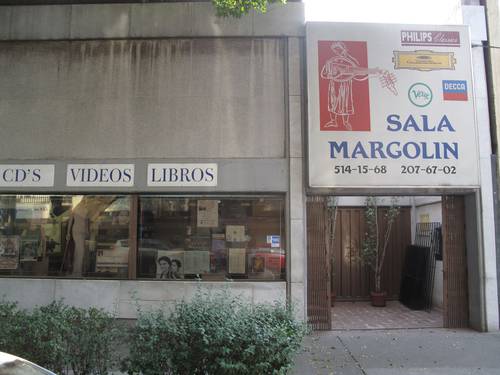 PHILIPS Classics
Verve
DECCA
SALA
MARGOLIN
514-15-68 207-67-02
CD'S VIDEOS LIBROS